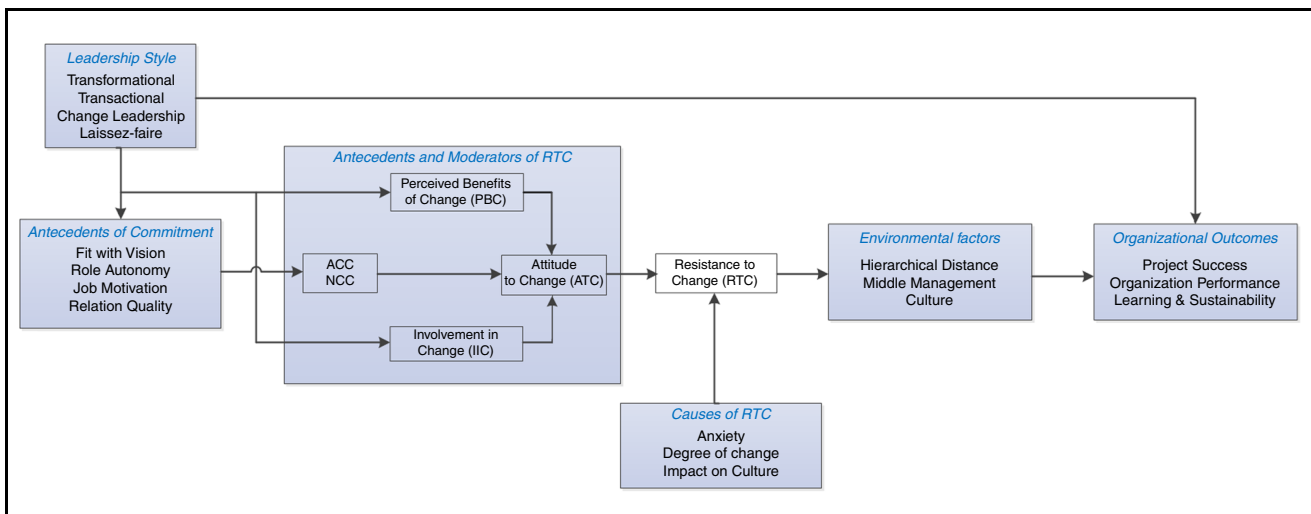 Leadership Style
Transformational
Transactional
Change Leadership
Laissez-faire
Antecedents and Moderators of RTC
Perceived Benefits
of Change (PBC)
Antecedents of Commitment
Fit with Vision
Role Autonomy
Job Motivation
Relation Quality
ACC
NCC
Attitude
to Change (ATC)
Involvement in
Change (IIC)
Resistance to
Change (RTC)
Environmental factors
Hierarchical Distance
Middle Management
Culture
Organizational Outcomes
Project Success
Organization Performance
Learning & Sustainability
Causes of RTC
Anxiety
Degree of change
Impact on Culture